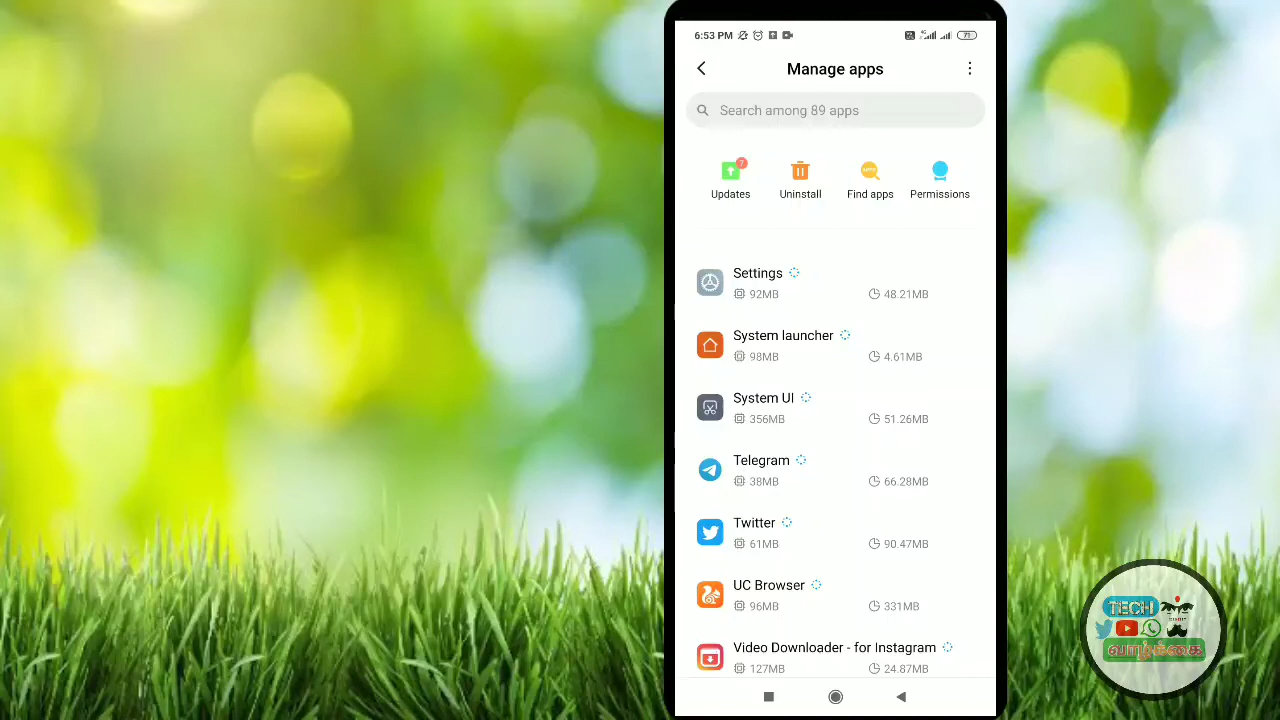 6:53 PM
Manage apps
Search among 89 apps
7
Updates
Uninstall
Find apps
Permissions
Settings
92MB
48.21MB
System launcher
98MB
4.61MB
System UI
356MB
51.26MB
Telegram
38MB
66.28MB
Twitter
61MB
90.47MB
UC Browser
96MB
331MB
Video Downloader - for Instagram
127MB
24.87MB
TECH
வாழ்க்கை